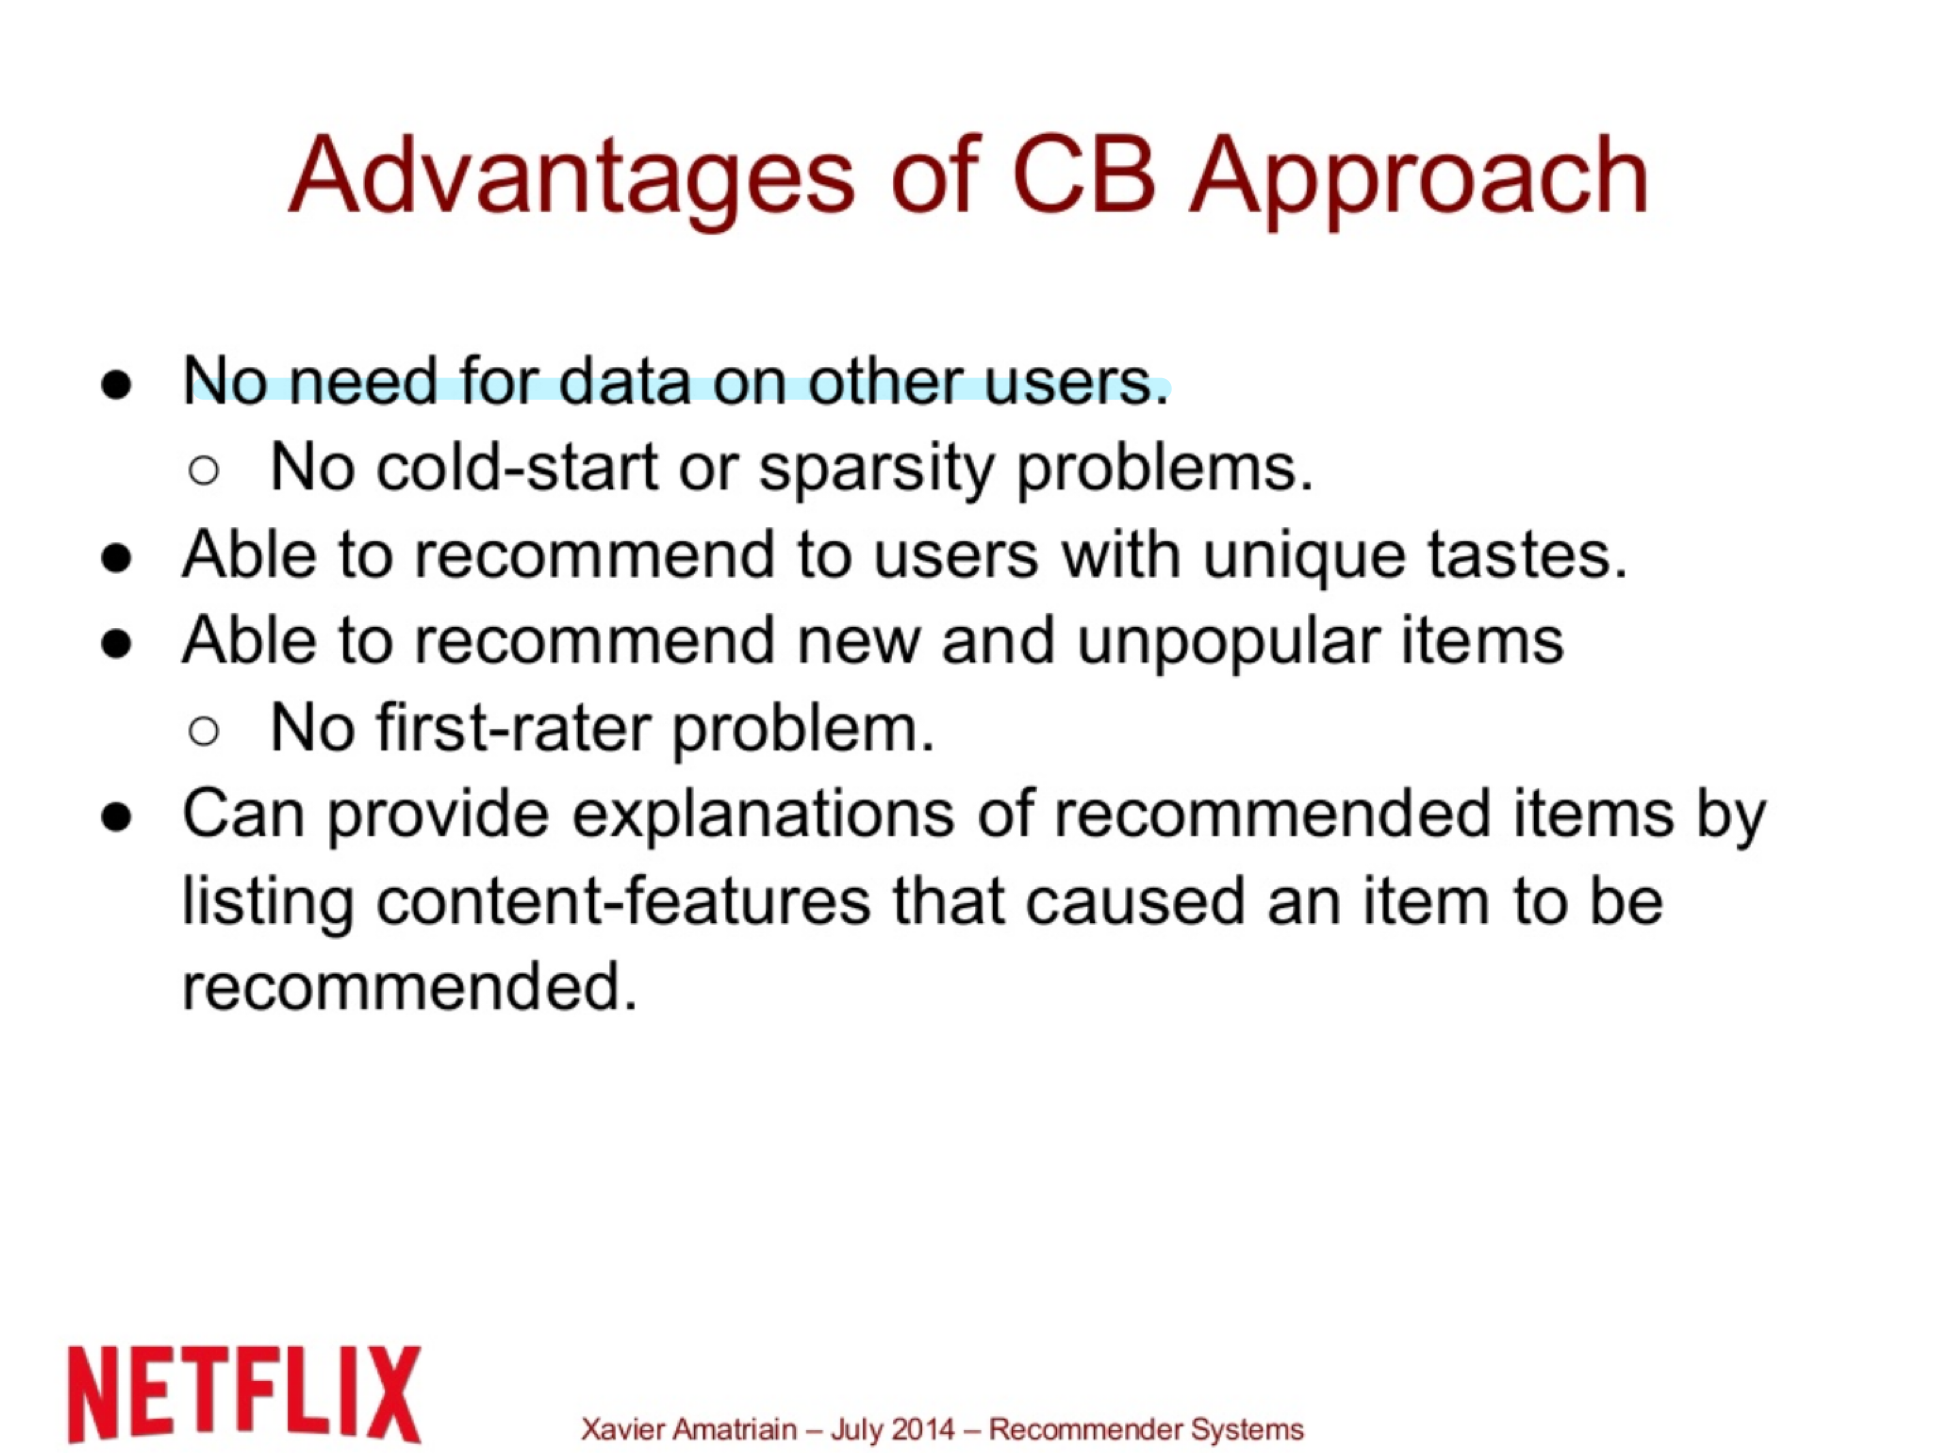 Advantages of CB Approach
● No need for data on other users.
○ No cold-start or sparsity problems.
● Able to recommend to users with unique tastes.
● Able to recommend new and unpopular items
○ No first-rater problem.
● Can provide explanations of recommended items by
listing content-features that caused an item to be
recommended.
NETFLIX
Xavier Amatriain – July 2014 – Recommender Systems